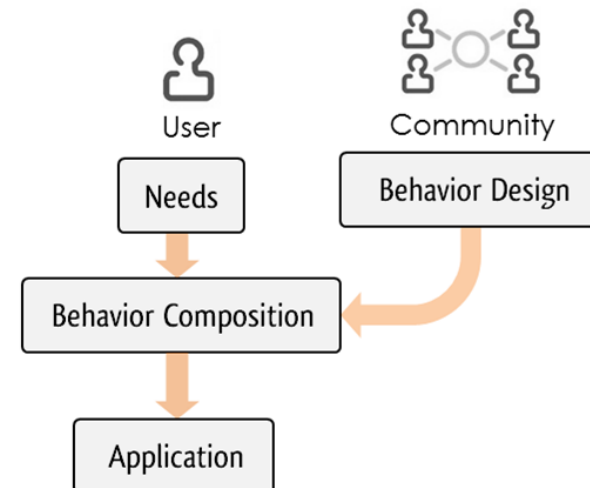 User
Community
Needs
Behavior Design
Behavior Composition
Application